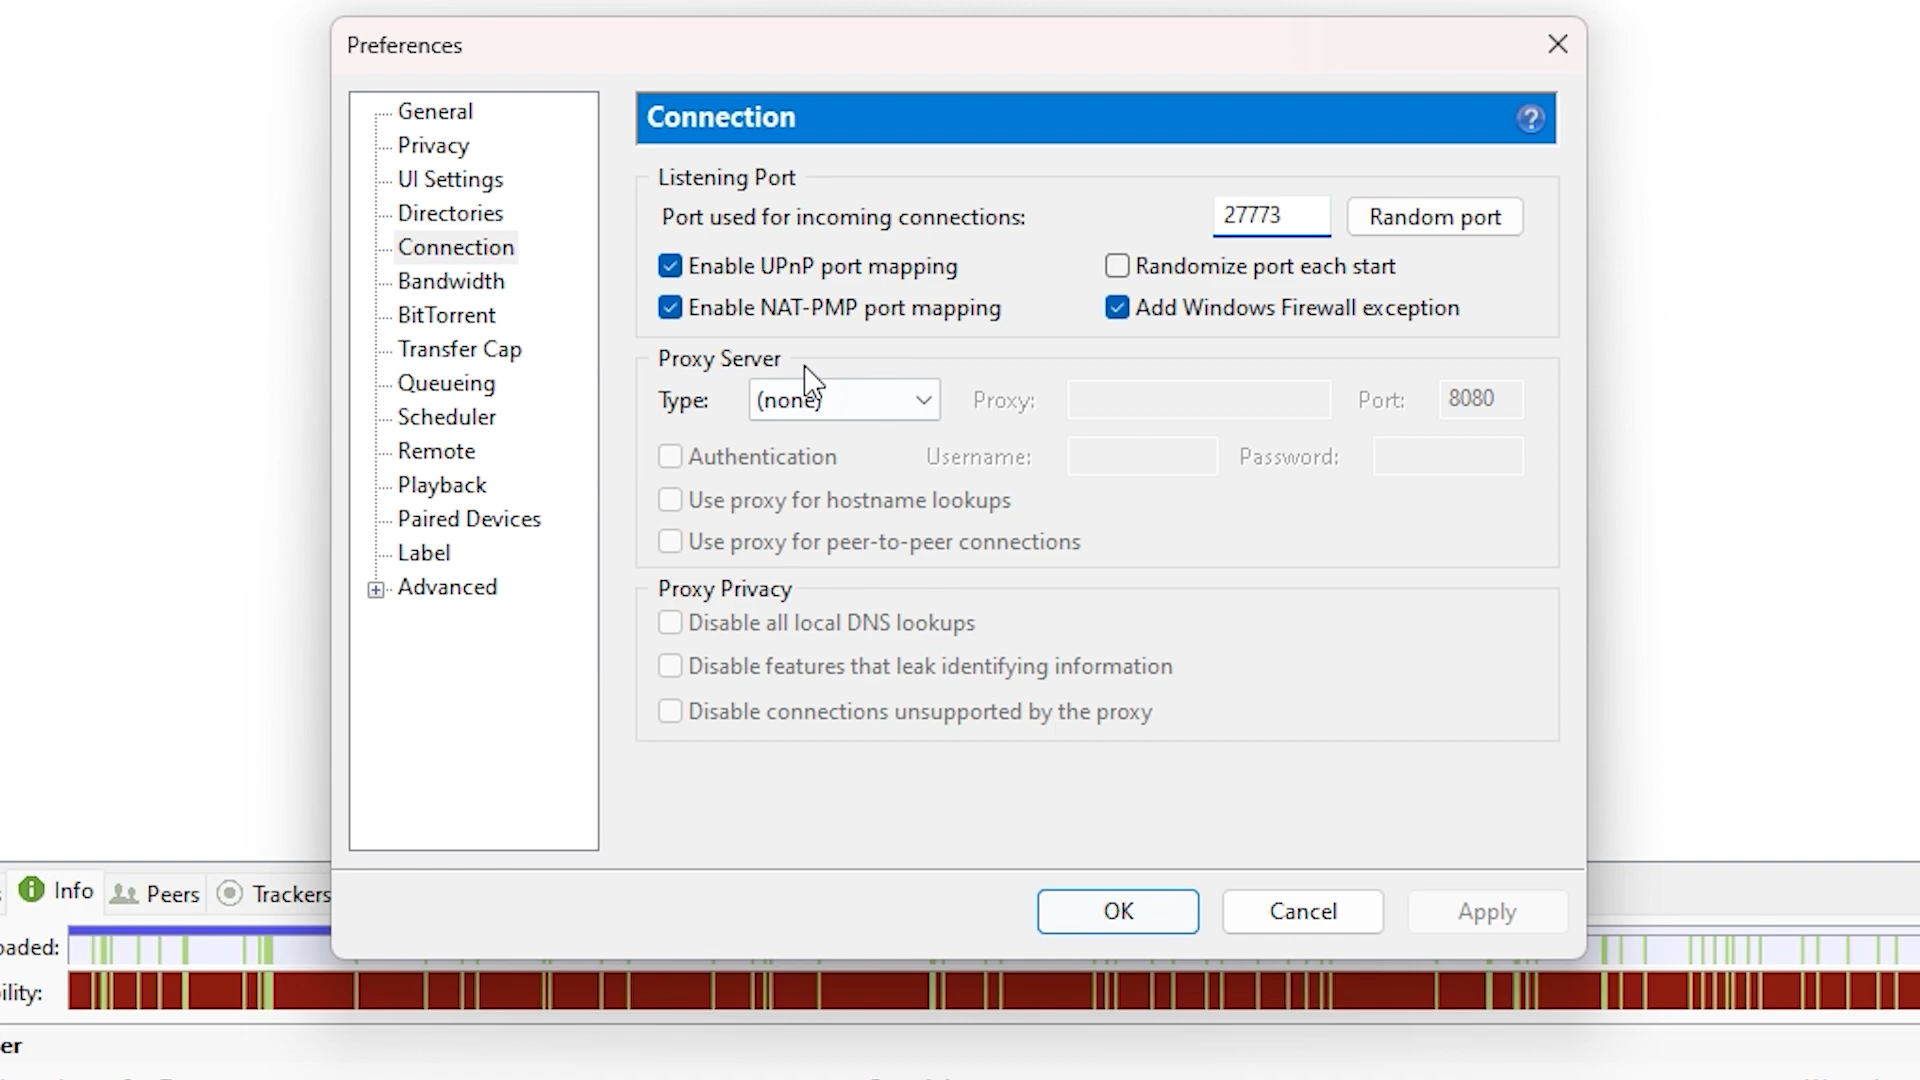 Preferences
General
Privacy
UI Settings
Directories
Connection
Bandwidth
BitTorrent
Transfer Cap
Queueing
Scheduler
Remote
Playback
Paired Devices
Label
Advanced
Connection
Listening Port
Port used for incoming connections: 27773 Random port
Enable UPnP port mapping Randomize port each start
Enable NAT-PMP port mapping Add Windows Firewall exception
Proxy Server
Type: (none) Proxy: Port: 8080
Authentication Username: Password:
Use proxy for hostname lookups
Use proxy for peer-to-peer connections
Proxy Privacy
Disable all local DNS lookups
Disable features that leak identifying information
Disable connections unsupported by the proxy
OK Cancel Apply
Info Peers Trackers
oaded:
ility:
er